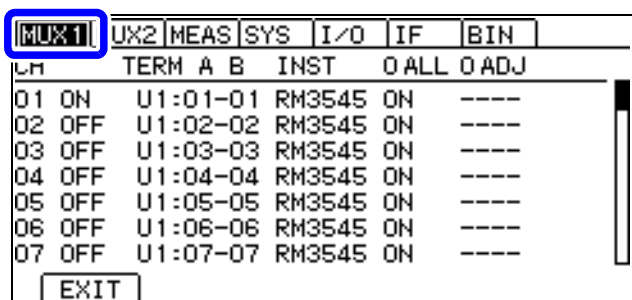 MUX1 UX2 MEAS SYS I/O IF BIN
CH TERM A B INST 0 ALL 0 ADJ
01 ON U1:01-01 RM3545 ON ----
02 OFF U1:02-02 RM3545 ON ----
03 OFF U1:03-03 RM3545 ON ----
04 OFF U1:04-04 RM3545 ON ----
05 OFF U1:05-05 RM3545 ON ----
06 OFF U1:06-06 RM3545 ON ----
07 OFF U1:07-07 RM3545 ON ----
EXIT